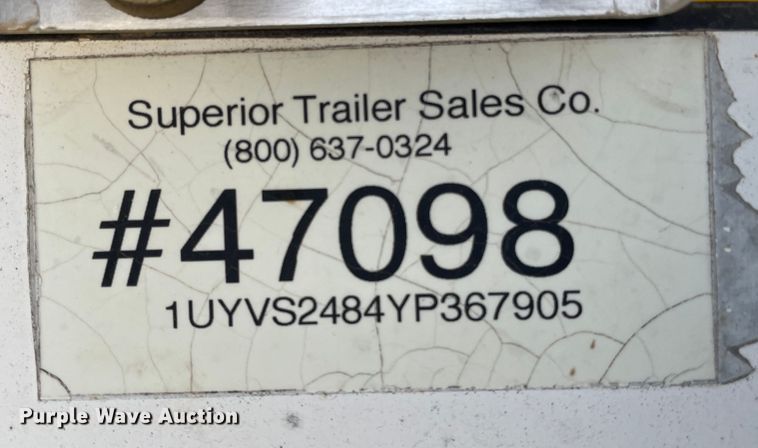 Superior Trailer Sales Co.
(800) 637-0324
#47098
1UYVS2484YP367905
Purple Wave Auction